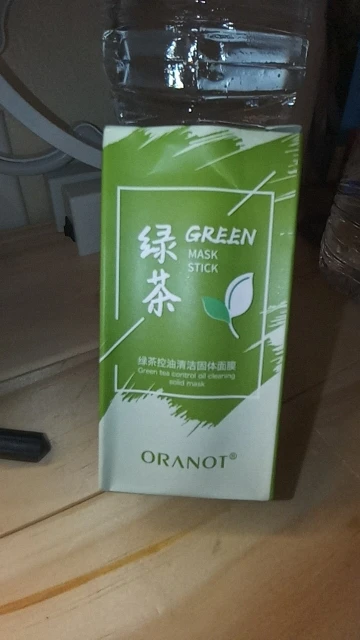 绿茶
GREEN
MASK
STICK
绿茶控油清洁固体面膜
Green tea control oil clearing
solid mask
ORANOT®